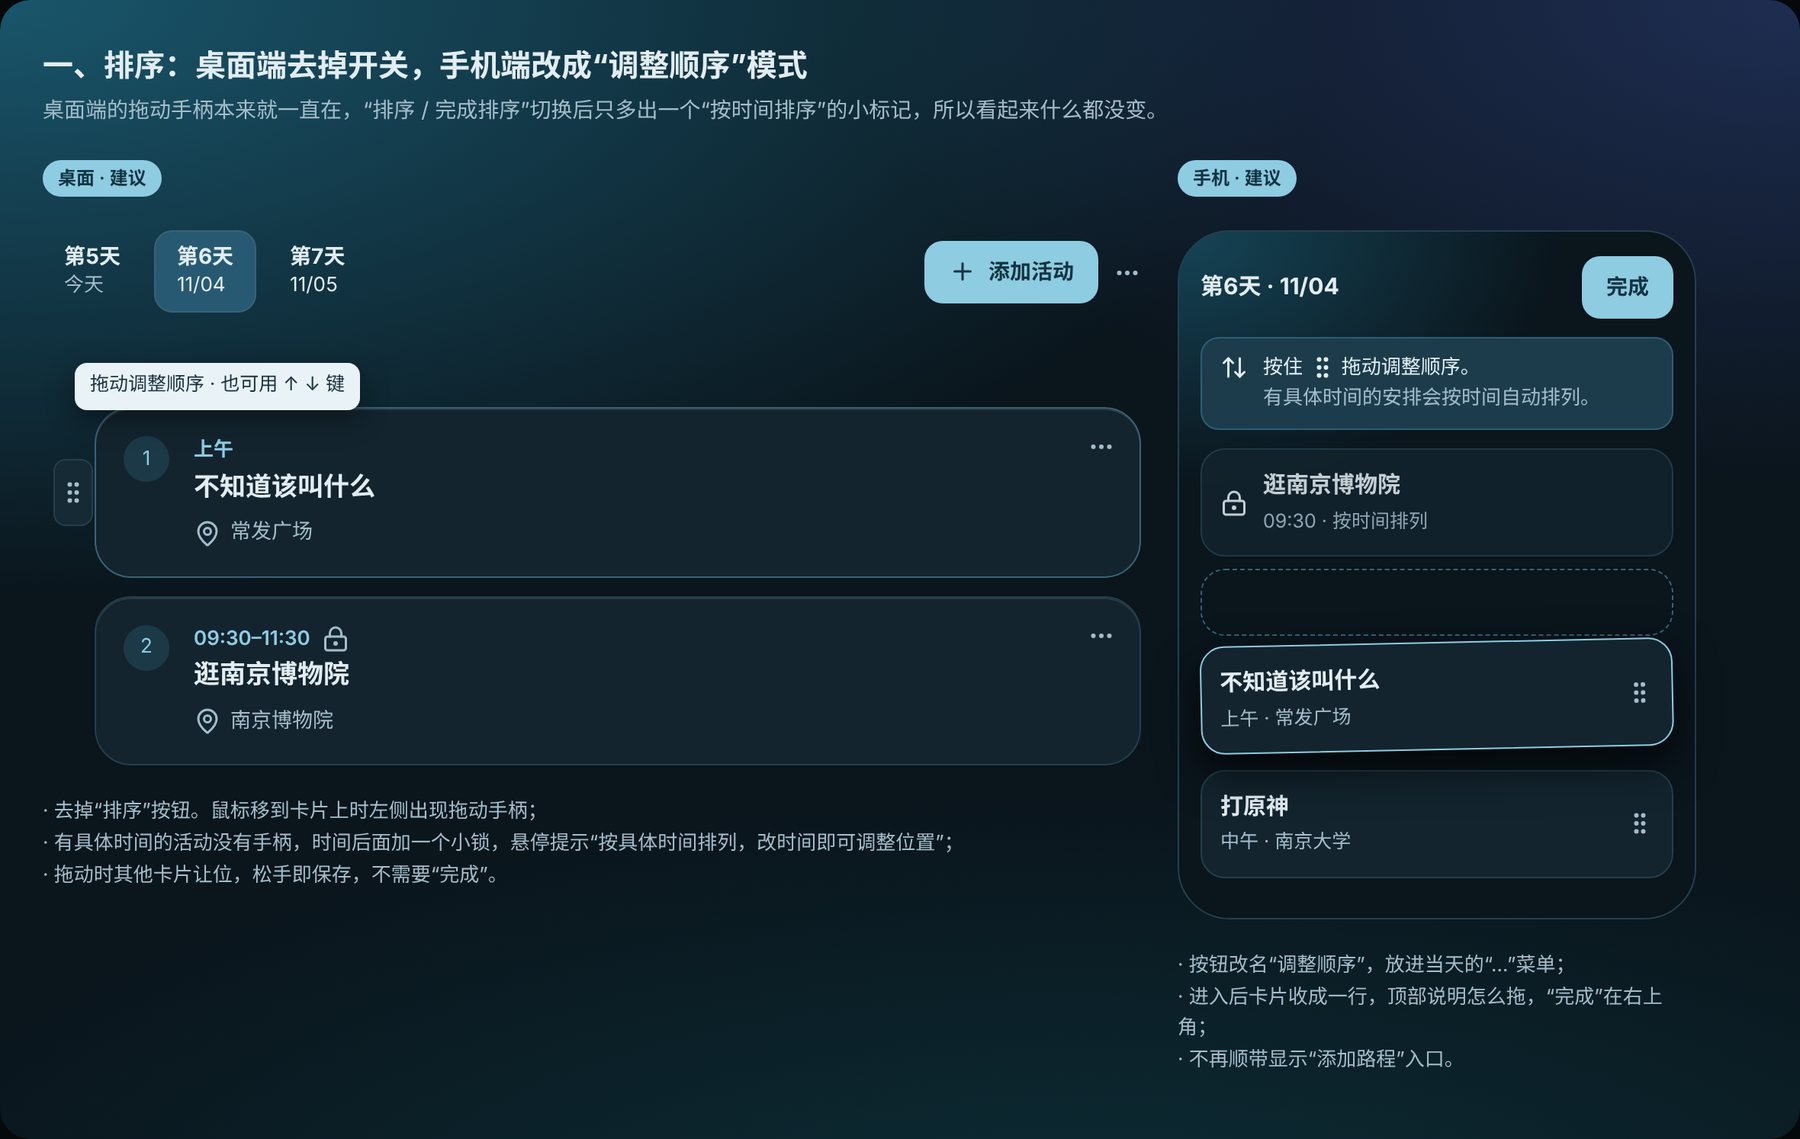 一、排序：桌面端去掉开关，手机端改成“调整顺序”模式
桌面端的拖动手柄本来就一直在，“排序 / 完成排序”切换后只多出一个“按时间排序”的小标记，所以看起来什么都没变。
桌面 · 建议
第5天
今天
第6天
11/04
第7天
11/05
+ 添加活动
拖动调整顺序 · 也可用 ↑ ↓ 键
1
上午
不知道该叫什么
常发广场
2
09:30–11:30
逛南京博物院
南京博物院
· 去掉“排序”按钮。鼠标移到卡片上时左侧出现拖动手柄；
· 有具体时间的活动没有手柄，时间后面加一个小锁，悬停提示“按具体时间排列，改时间即可调整位置”；
· 拖动时其他卡片让位，松手即保存，不需要“完成”。
手机 · 建议
第6天 · 11/04
完成
按住 ⠿ 拖动调整顺序。
有具体时间的安排会按时间自动排列。
逛南京博物院
09:30 · 按时间排列
不知道该叫什么
上午 · 常发广场
打原神
中午 · 南京大学
· 按钮改名“调整顺序”，放进当天的“…”菜单；
· 进入后卡片收成一行，顶部说明怎么拖，“完成”在右上
角；
· 不再顺带显示“添加路程”入口。